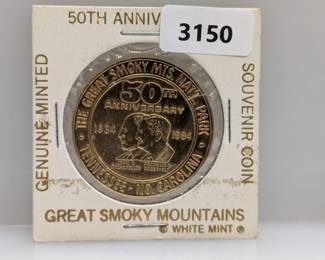 50TH ANNIV
3150
GENUINE MINTED
SOUVENIR COIN
THE GREAT SMOKY MTS. NAT'L PARK
50TH
ANNIVERSARY
1934 1984
TENNESSEE - NO. CAROLINA
GREAT SMOKY MOUNTAINS
WHITE MINT